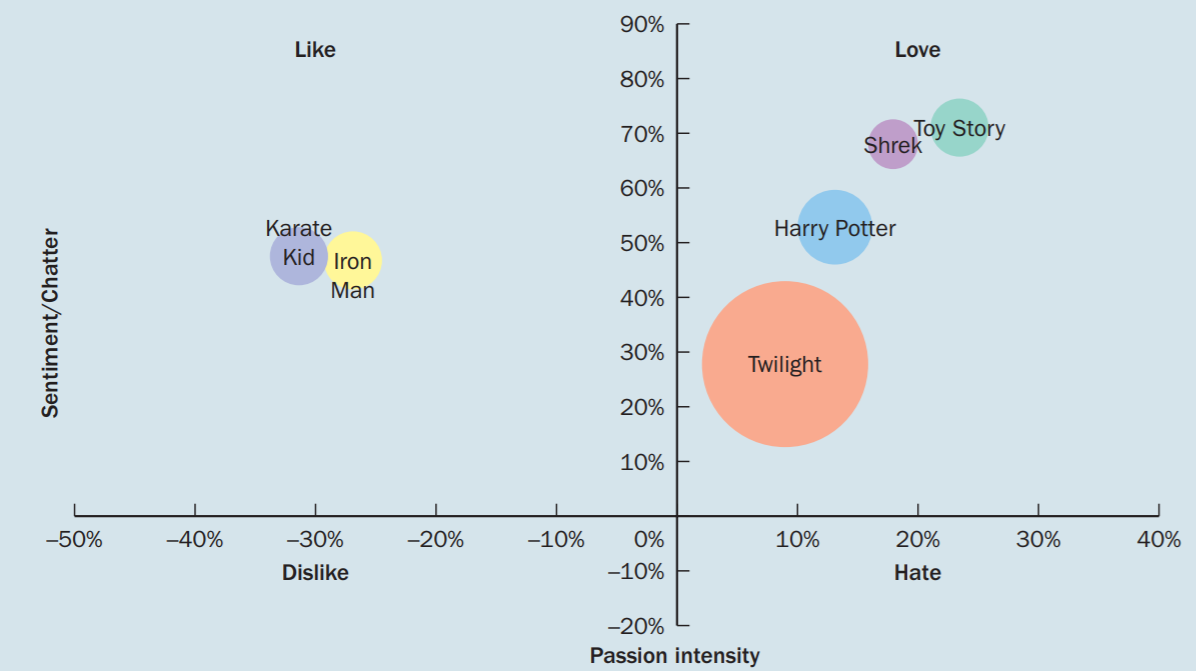 90%
Like
Love
80%
70%
Toy Story
Shrek
60%
Karate
Kid
Iron
Man
Harry Potter
50%
40%
30%
Twilight
20%
10%
Sentiment/Chatter
–50%
–40%
–30%
–20%
–10%
0%
10%
20%
30%
40%
Dislike
–10%
Hate
–20%
Passion intensity